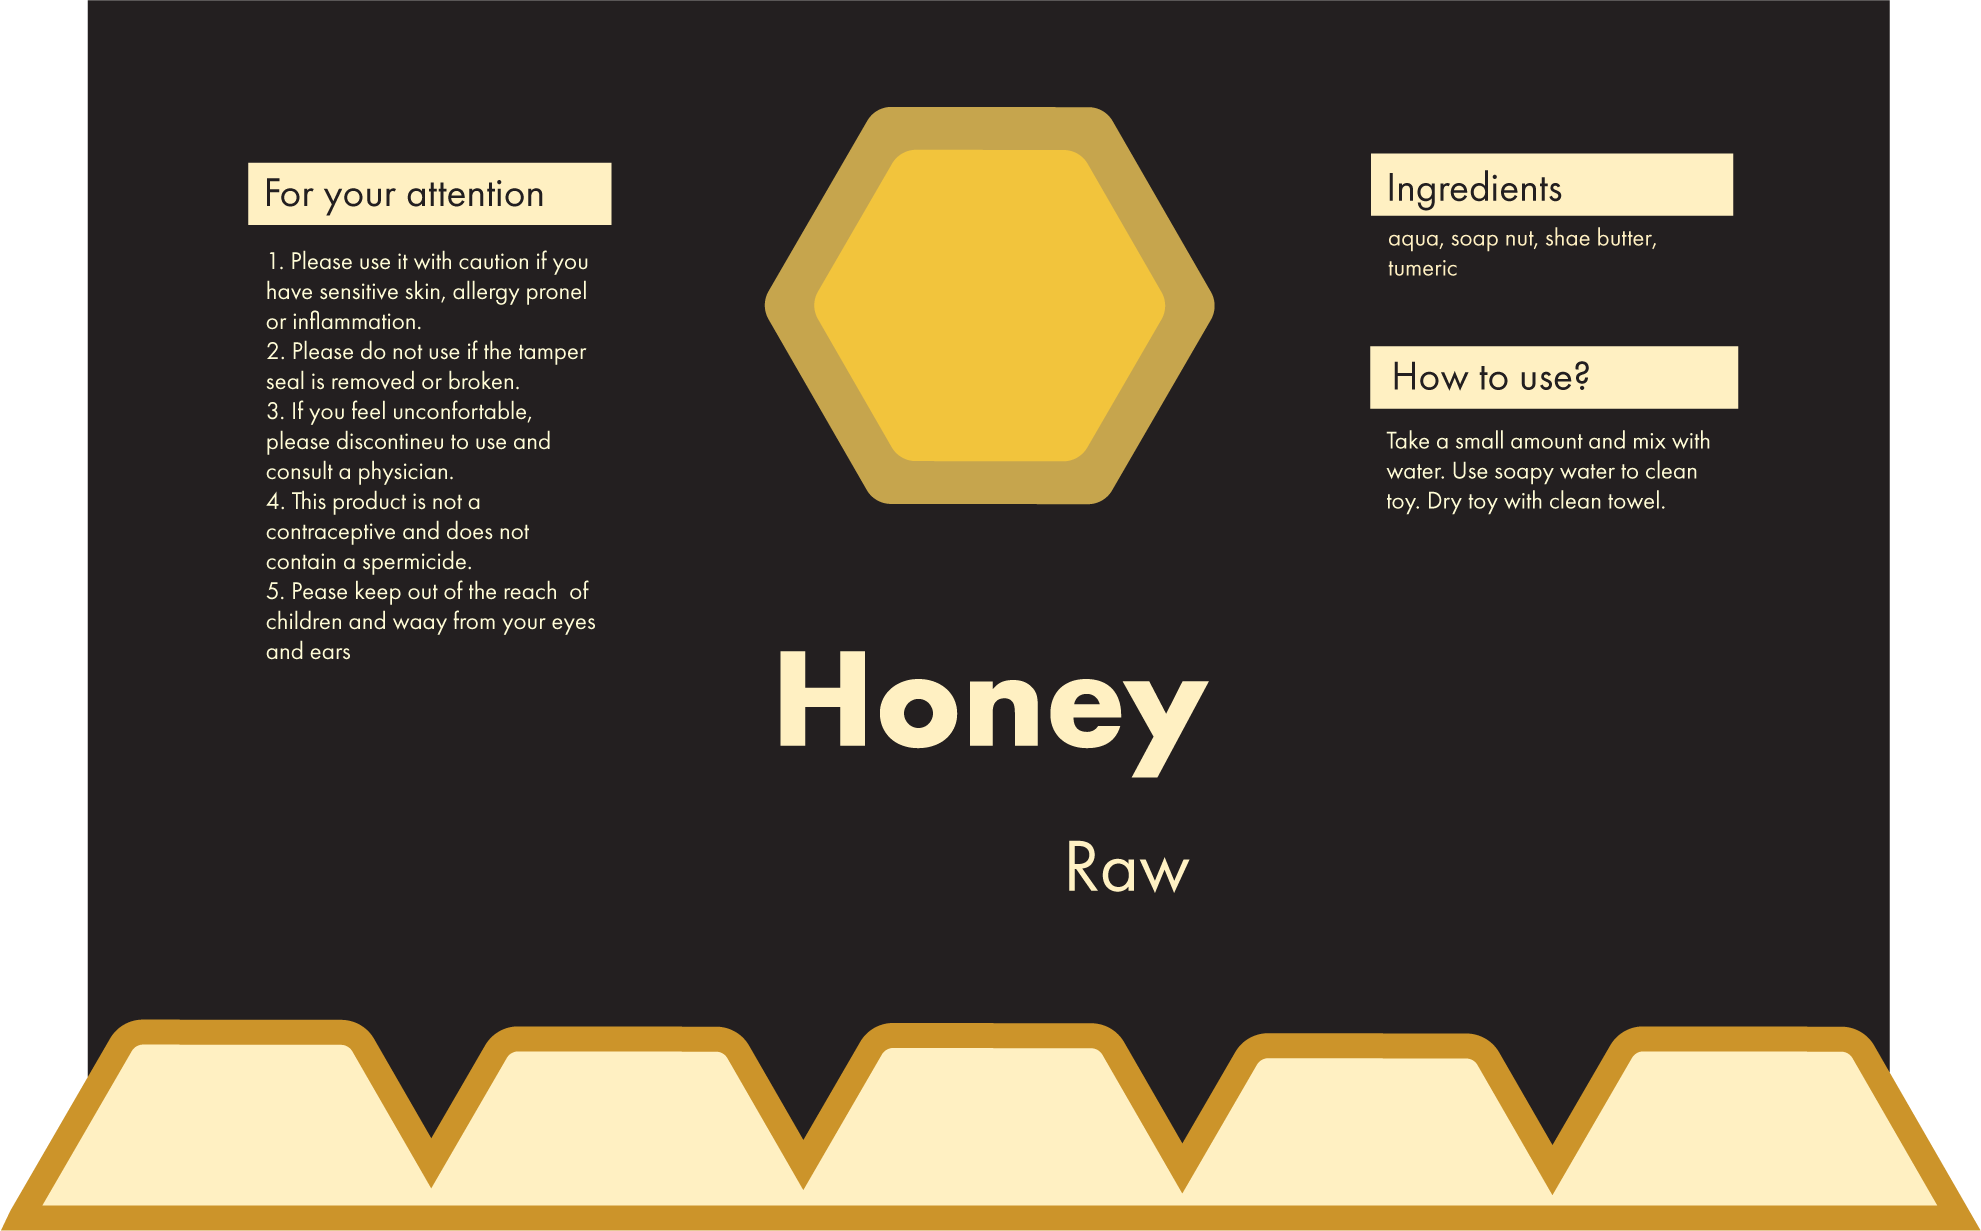 For your attention
1. Please use it with caution if you
have sensitive skin, allergy pronel
or inflammation.
2. Please do not use if the tamper
seal is removed or broken.
3. If you feel unconfortable,
please discontineu to use and
consult a physician.
4. This product is not a
contraceptive and does not
contain a spermicide.
5. Pease keep out of the reach  of
children and waay from your eyes
and ears
Honey
Raw
Ingredients
aqua, soap nut, shae butter,
tumeric
How to use?
Take a small amount and mix with
water. Use soapy water to clean
toy. Dry toy with clean towel.